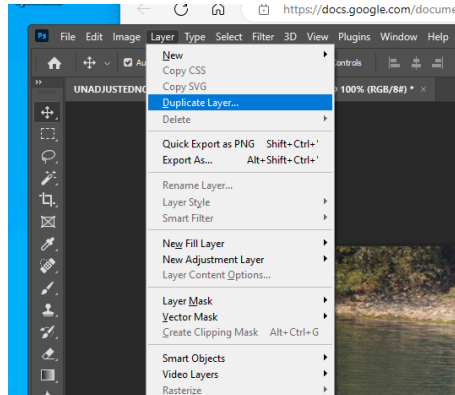 https://docs.google.com/docume
Ps File Edit Image Layer Type Select Filter 3D View Plugins Window Help
Au
ontrols
UNADJUSTEDNO
100% (RGB/8#) * ×
New
Copy CSS
Copy SVG
Duplicate Layer...
Delete
Quick Export as PNG Shift+Ctrl+'
Export As... Alt+Shift+Ctrl+'
Rename Layer...
Layer Style
Smart Filter
New Fill Layer
New Adjustment Layer
Layer Content Options...
Layer Mask
Vector Mask
Create Clipping Mask Alt+Ctrl+G
Smart Objects
Video Layers
Rasterize